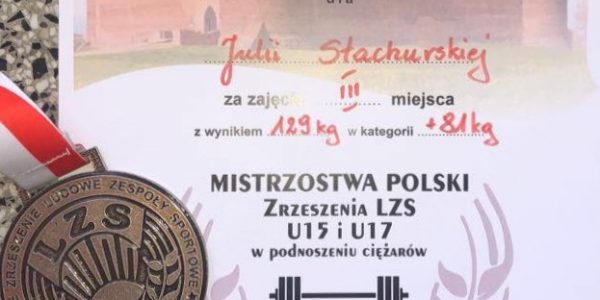 dla
Julii Stachurskiej
za zajęcie III miejsca
z wynikiem 129 kg w kategorii +81 kg
MISTRZOSTWA POLSKI
ZRZESZENIA LZS
U15 i U17
W PODNOSZENIU CIĘŻARÓW
ZRZESZENIE LUDOWE ZESPOŁY SPORTOWE
LZS